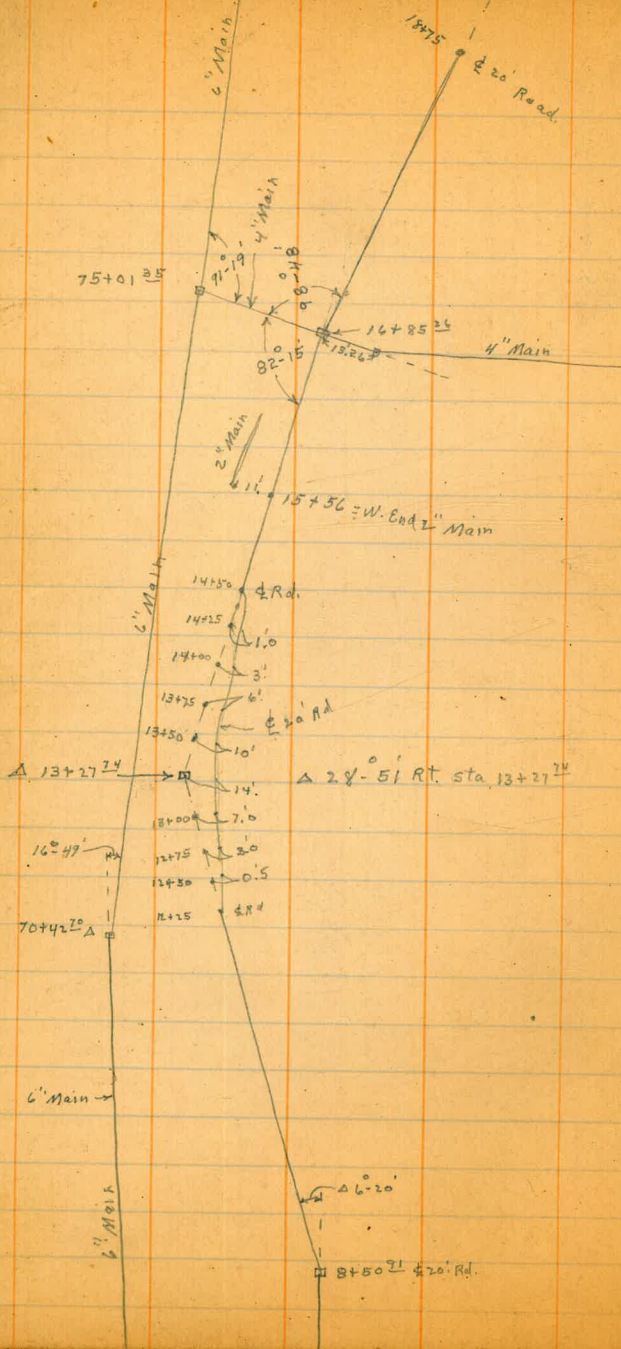 6" Main
18+75
℄ 20' Road.
4" Main
91°-19'
98°-48'
75+01 35
16+85 26
13.26
4" Main
82°-15'
2" Main
11'
15+56 = W. End 2" Main
14+50
℄ Rd.
6" Main
14+25
1.0'
14+00
3'
13+75
6'
℄ 20' Rd
13+50
10'
△ 13+27 74
△ 28°-51' Rt. sta 13+27 74
14'
13+00
7.0
16°-49'
12+75
3.0
12+50
0.5
12+25
℄ Rd
70+42 70 △
6" Main
△ 6°-20'
6" Main
8+50 91 ℄ 20' Rd.